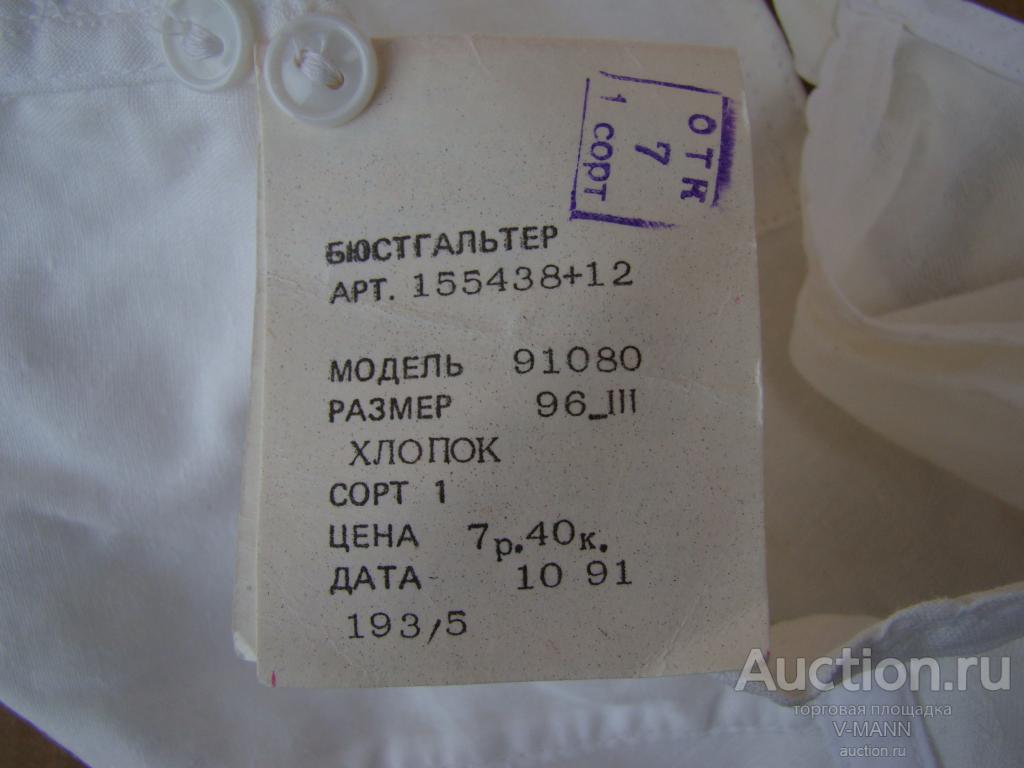 ОТК
7
1 сорт
БЮСТГАЛЬТЕР
АРТ. 155438+12
МОДЕЛЬ 91080
РАЗМЕР 96_III
ХЛОПОК
СОРТ 1
ЦЕНА 7р.40к.
ДАТА 10 91
193/5
Auction.ru
торговая площадка
V-MANN
auction.ru